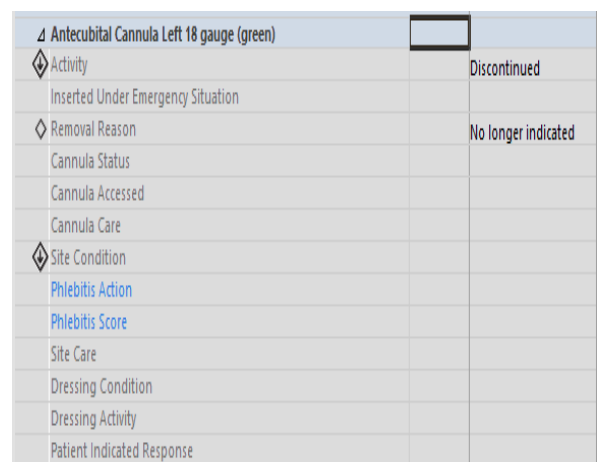 Antecubital Cannula Left 18 gauge (green)
Activity Discontinued
Inserted Under Emergency Situation
Removal Reason No longer indicated
Cannula Status
Cannula Accessed
Cannula Care
Site Condition
Phlebitis Action
Phlebitis Score
Site Care
Dressing Condition
Dressing Activity
Patient Indicated Response